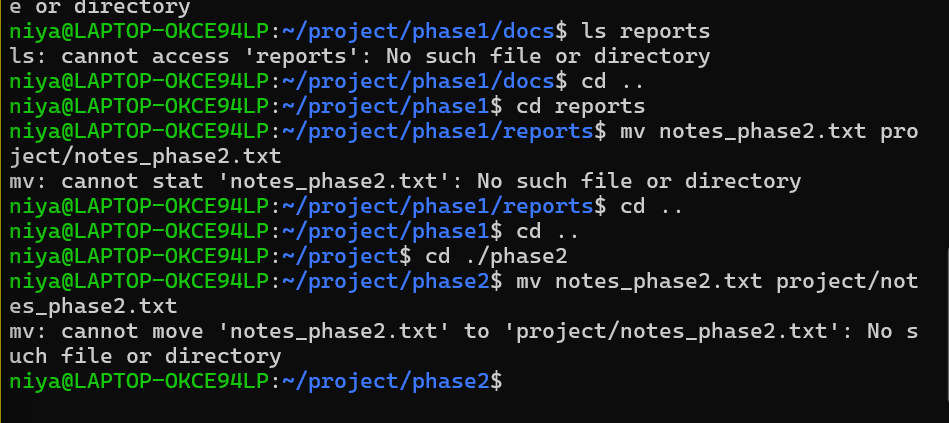 e or directory
niya@LAPTOP-OKCE94LP:~/project/phase1/docs$ ls reports
ls: cannot access 'reports': No such file or directory
niya@LAPTOP-OKCE94LP:~/project/phase1/docs$ cd ..
niya@LAPTOP-OKCE94LP:~/project/phase1$ cd reports
niya@LAPTOP-OKCE94LP:~/project/phase1/reports$ mv notes_phase2.txt pro
ject/notes_phase2.txt
mv: cannot stat 'notes_phase2.txt': No such file or directory
niya@LAPTOP-OKCE94LP:~/project/phase1/reports$ cd ..
niya@LAPTOP-OKCE94LP:~/project/phase1$ cd ..
niya@LAPTOP-OKCE94LP:~/project$ cd ./phase2
niya@LAPTOP-OKCE94LP:~/project/phase2$ mv notes_phase2.txt project/not
es_phase2.txt
mv: cannot move 'notes_phase2.txt' to 'project/notes_phase2.txt': No s
uch file or directory
niya@LAPTOP-OKCE94LP:~/project/phase2$